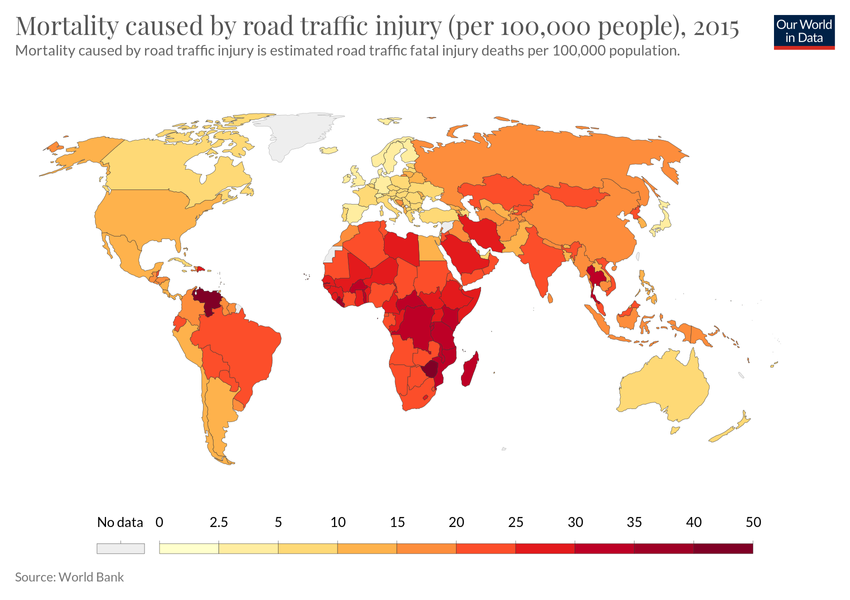 Mortality caused by road traffic injury (per 100,000 people), 2015
Our World
in Data
Mortality caused by road traffic injury is estimated road traffic fatal injury deaths per 100,000 population.
No data 0 2.5 5 10 15 20 25 30 35 40 50
Source: World Bank